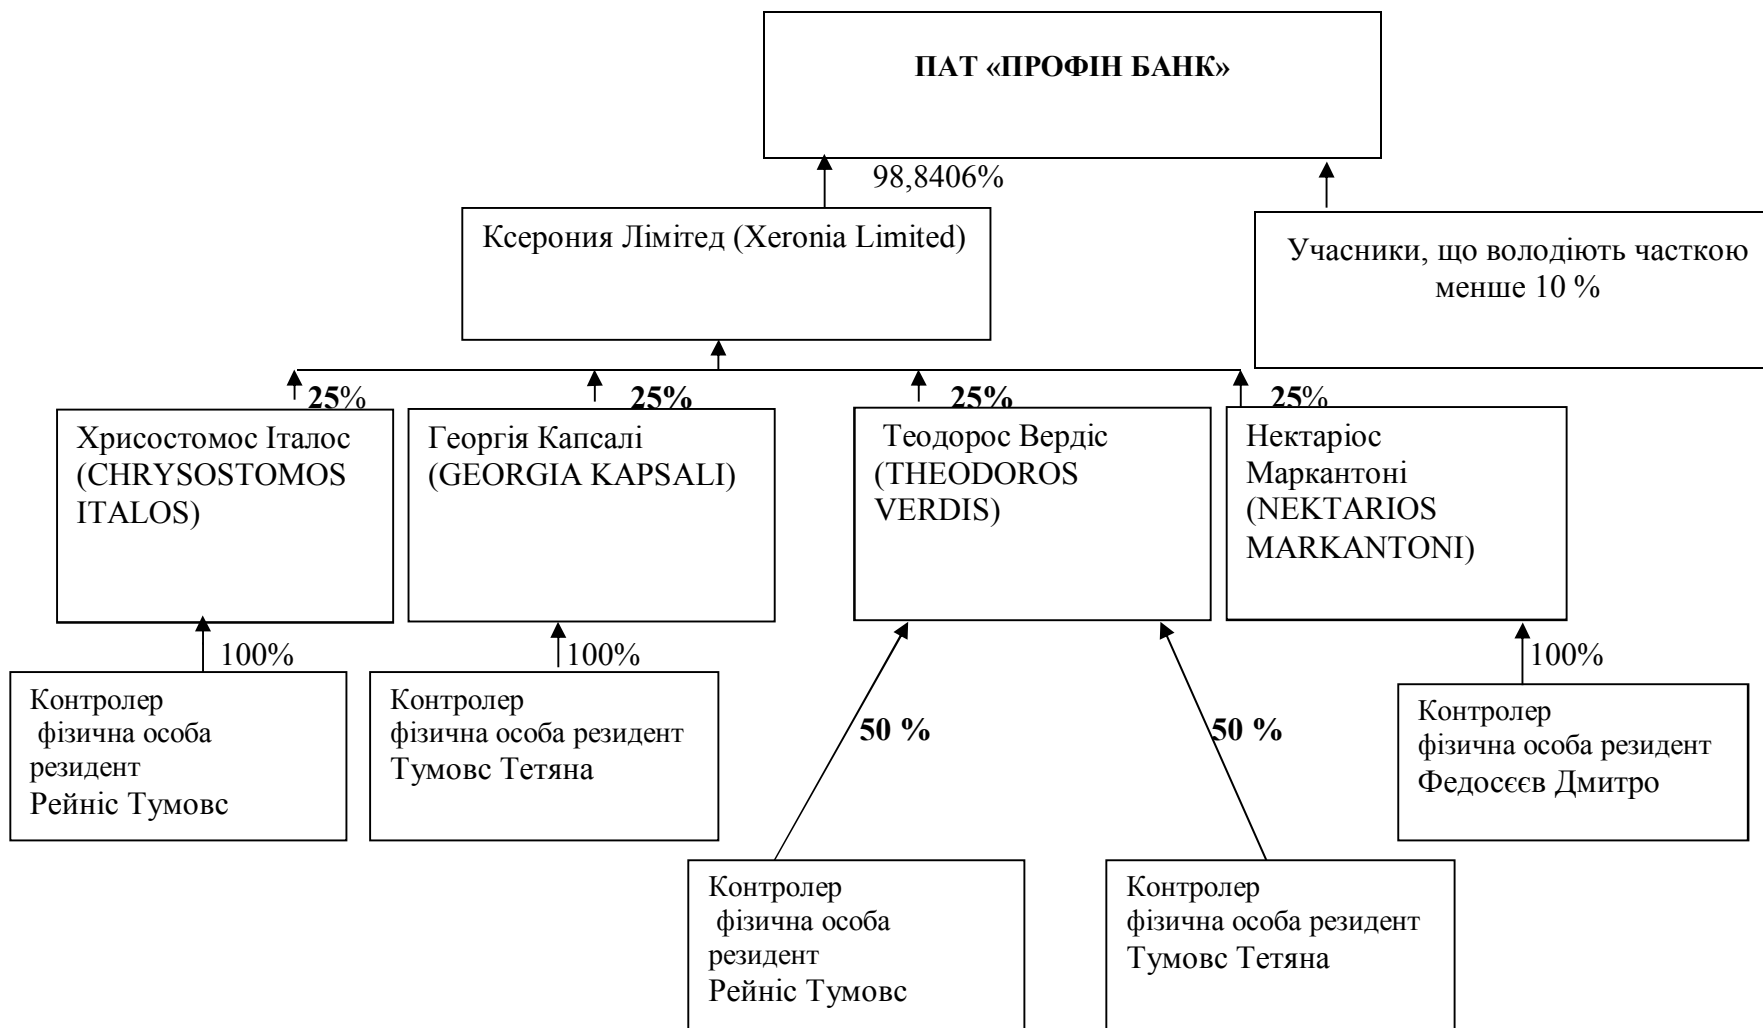 ПАТ «ПРОФІН БАНК»
98,8406%
Ксерония Лімітед (Xeronia Limited)
Учасники, що володіють часткою
менше 10 %
25%
25%
25%
25%
Хрисостомос Італос
(CHRYSOSTOMOS
ITALOS)
Георгія Капсалі
(GEORGIA KAPSALI)
Теодорос Вердіс
(THEODOROS
VERDIS)
Нектаріос
Маркантоні
(NEKTARIOS
MARKANTONI)
100%
100%
50 %
50 %
100%
Контролер
фізична особа
резидент
Рейніс Тумовс
Контролер
фізична особа резидент
Тумовс Тетяна
Контролер
фізична особа резидент
Федосєєв Дмитро
Контролер
фізична особа
резидент
Рейніс Тумовс
Контролер
фізична особа резидент
Тумовс Тетяна